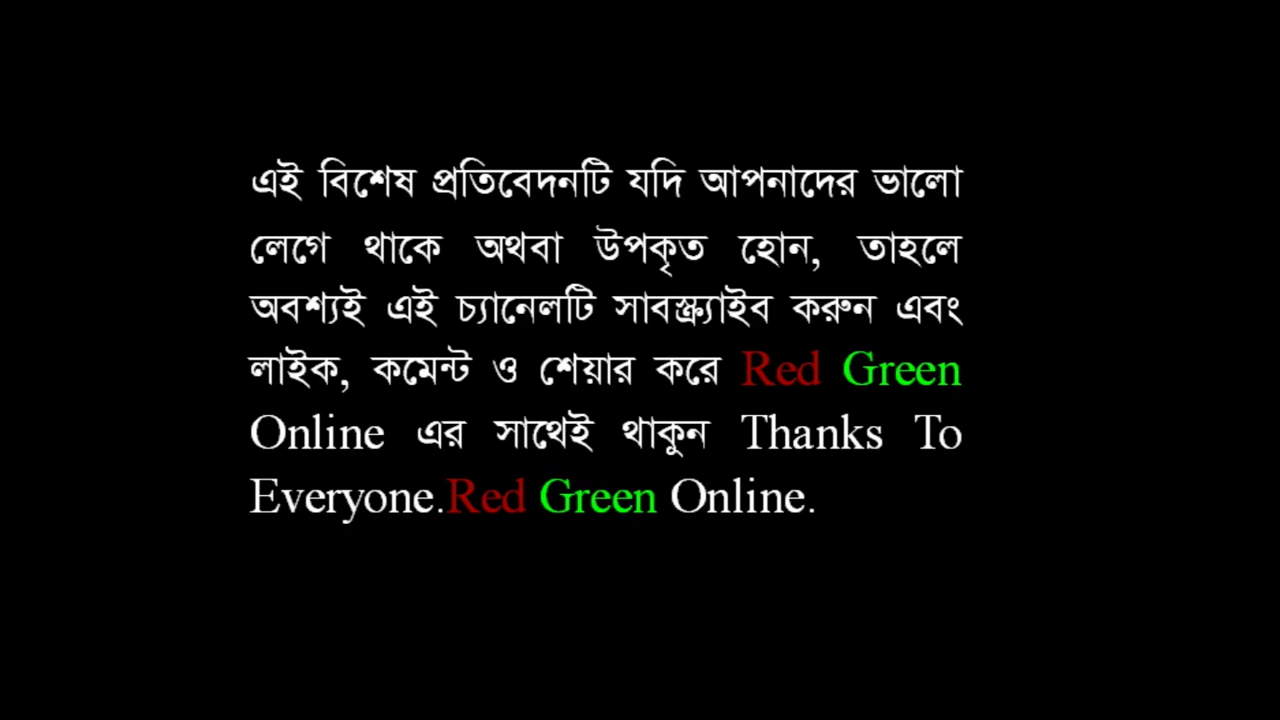 এই বিশেষ প্রতিবেদনটি যদি আপনাদের ভালো
লেগে থাকে অথবা উপকৃত হোন, তাহলে
অবশ্যই এই চ্যানেলটি সাবস্ক্র্যাইব করুন এবং
লাইক, কমেন্ট ও শেয়ার করে Red Green
Online এর সাথেই থাকুন Thanks To
Everyone.Red Green Online.